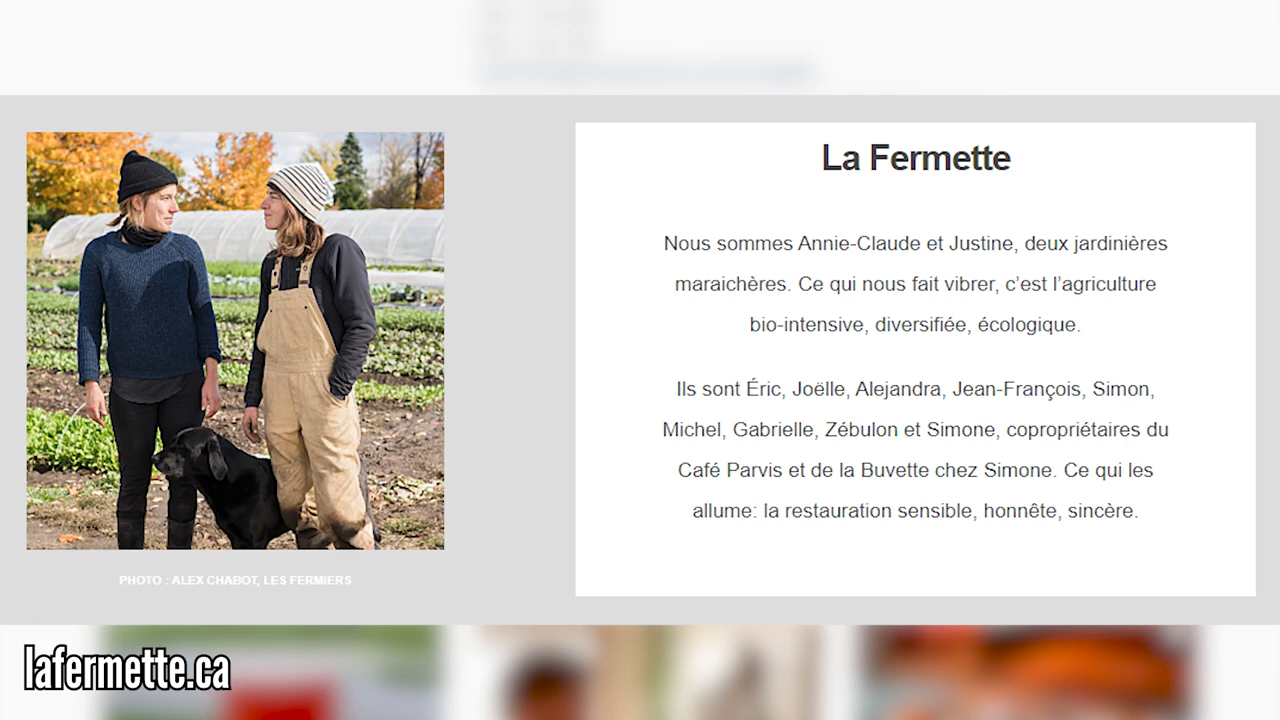 La Fermette
Nous sommes Annie-Claude et Justine, deux jardinières
maraichères. Ce qui nous fait vibrer, c’est l’agriculture
bio-intensive, diversifiée, écologique.
Ils sont Éric, Joëlle, Alejandra, Jean-François, Simon,
Michel, Gabrielle, Zébulon et Simone, copropriétaires du
Café Parvis et de la Buvette chez Simone. Ce qui les
allume: la restauration sensible, honnête, sincère.
PHOTO : ALEX CHABOT, LES FERMIERS
lafermette.ca